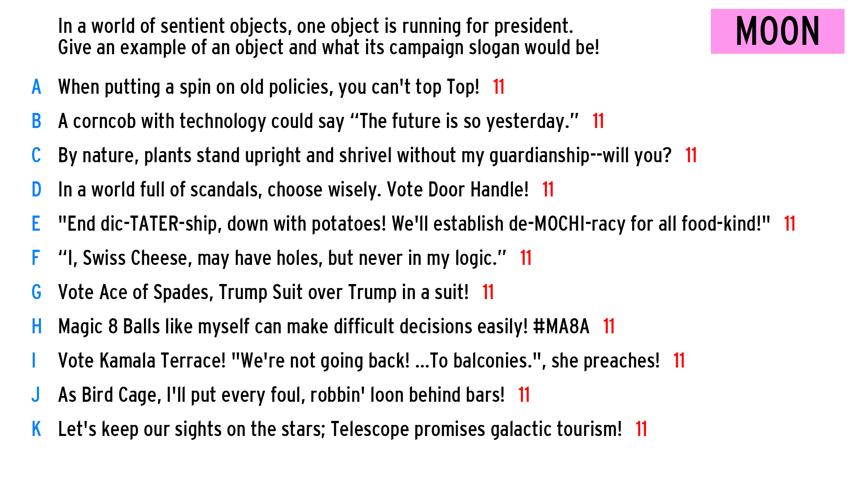 In a world of sentient objects, one object is running for president.
Give an example of an object and what its campaign slogan would be!
MOON
A When putting a spin on old policies, you can't top Top! 11
B A corncob with technology could say “The future is so yesterday.” 11
C By nature, plants stand upright and shrivel without my guardianship--will you? 11
D In a world full of scandals, choose wisely. Vote Door Handle! 11
E "End dic-TATER-ship, down with potatoes! We'll establish de-MOCHI-racy for all food-kind!" 11
F “I, Swiss Cheese, may have holes, but never in my logic.” 11
G Vote Ace of Spades, Trump Suit over Trump in a suit! 11
H Magic 8 Balls like myself can make difficult decisions easily! #MA8A 11
I Vote Kamala Terrace! "We're not going back! ...To balconies.", she preaches! 11
J As Bird Cage, I'll put every foul, robbin' loon behind bars! 11
K Let's keep our sights on the stars; Telescope promises galactic tourism! 11